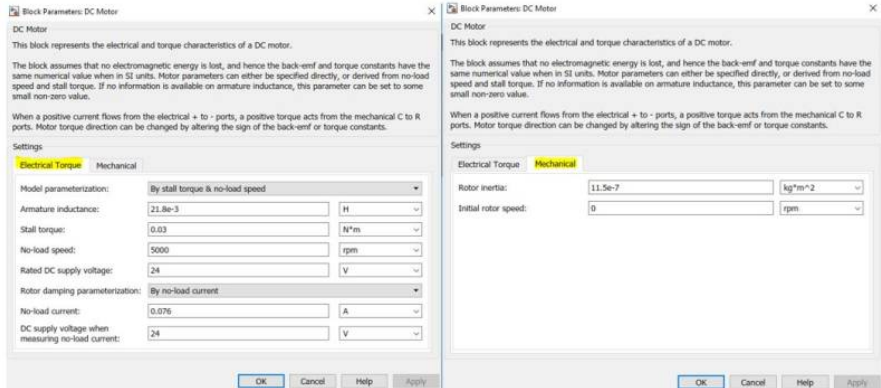 Block Parameters: DC Motor
DC Motor
This block represents the electrical and torque characteristics of a DC motor.
The block assumes that no electromagnetic energy is lost, and hence the back-emf and torque constants have the
same numerical value when in SI units. Motor parameters can either be specified directly, or derived from no-load
speed and stall torque. If no information is available on armature inductance, this parameter can be set to some
small non-zero value.
When a positive current flows from the electrical + to - ports, a positive torque acts from the mechanical C to R
ports. Motor torque direction can be changed by altering the sign of the back-emf or torque constants.
Settings
Electrical Torque Mechanical
Model parameterization: By stall torque & no-load speed
Armature inductance: 21.8e-3 H
Stall torque: 0.03 N*m
No-load speed: 5000 rpm
Rated DC supply voltage: 24 V
Rotor damping parameterization: By no-load current
No-load current: 0.076 A
DC supply voltage when
measuring no-load current: 24 V
OK Cancel Help Apply
Block Parameters: DC Motor
DC Motor
This block represents the electrical and torque characteristics of a DC motor.
The block assumes that no electromagnetic energy is lost, and hence the back-emf and torque constants have the
same numerical value when in SI units. Motor parameters can either be specified directly, or derived from no-load
speed and stall torque. If no information is available on armature inductance, this parameter can be set to some
small non-zero value.
When a positive current flows from the electrical + to - ports, a positive torque acts from the mechanical C to R
ports. Motor torque direction can be changed by altering the sign of the back-emf or torque constants.
Settings
Electrical Torque Mechanical
Rotor inertia: 11.5e-7 kg*m^2
Initial rotor speed: 0 rpm
OK Cancel Help Apply